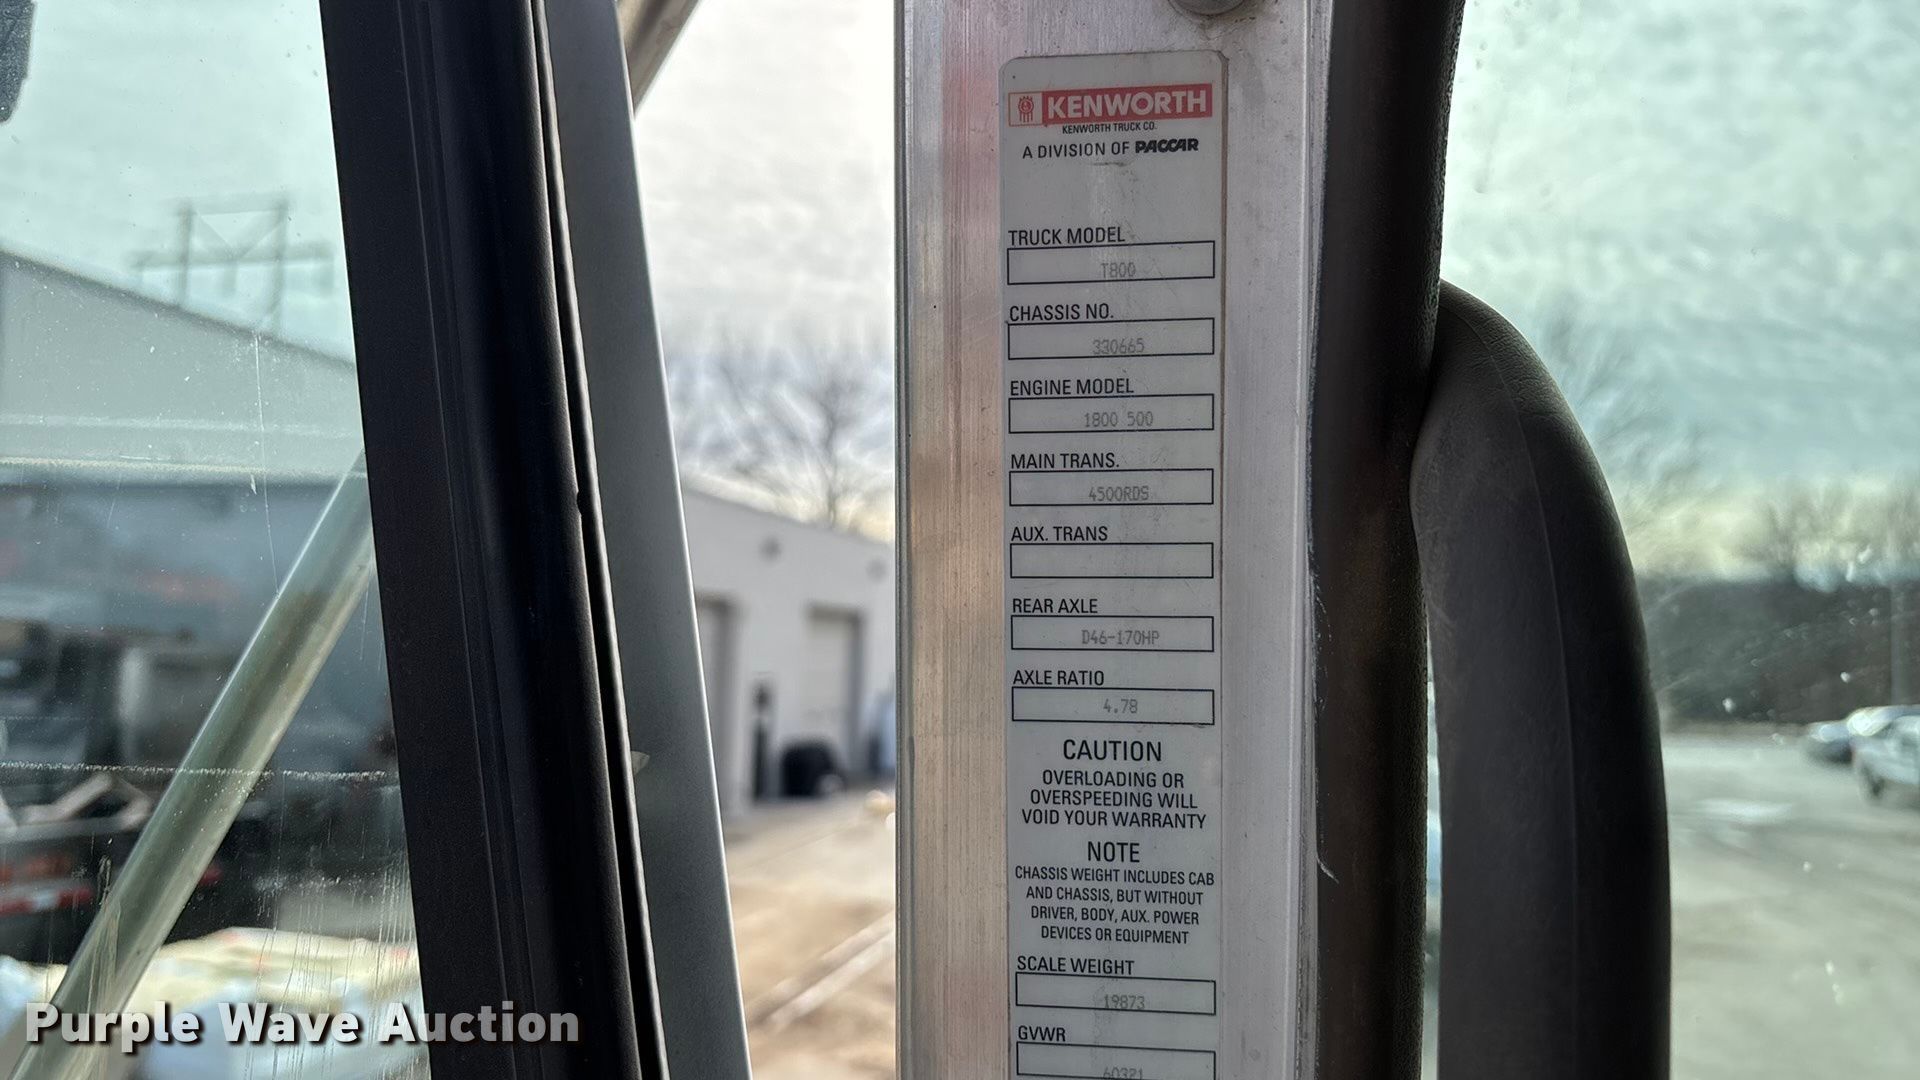 KENWORTH
KENWORTH TRUCK CO.
A DIVISION OF PACCAR
TRUCK MODEL
T800
CHASSIS NO.
330665
ENGINE MODEL
1800 500
MAIN TRANS.
4500RDS
AUX. TRANS
REAR AXLE
D46-170HP
AXLE RATIO
4.78
CAUTION
OVERLOADING OR
OVERSPEEDING WILL
VOID YOUR WARRANTY
NOTE
CHASSIS WEIGHT INCLUDES CAB
AND CHASSIS, BUT WITHOUT
DRIVER, BODY, AUX. POWER
DEVICES OR EQUIPMENT
SCALE WEIGHT
19873
GVWR
60321
Purple Wave Auction